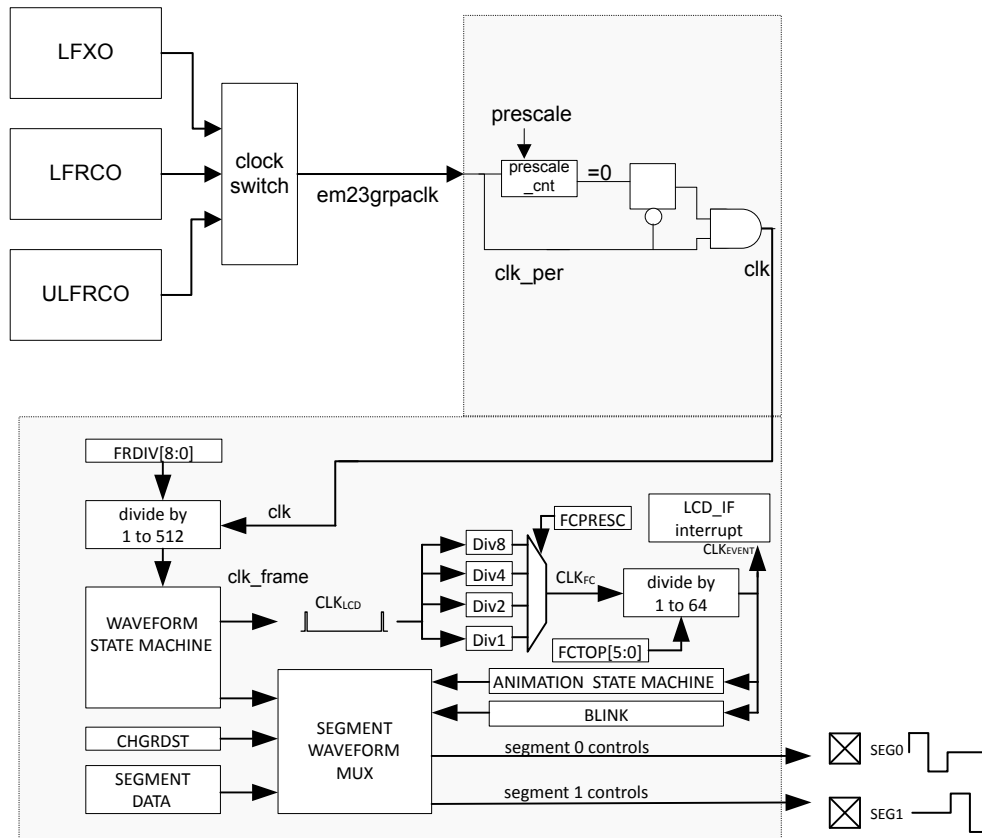 LFXO
LFRCO
ULFRCO
clock
switch
em23grpaclk
prescale
prescale
_cnt
=0
clk_per
clk
FRDIV[8:0]
divide by
1 to 512
clk
clk_frame
WAVEFORM
STATE MACHINE
CLKLCD
Div8
Div4
Div2
Div1
FCPRESC
CLKFC
divide by
1 to 64
FCTOP[5:0]
LCD_IF
interrupt
CLKEVENT
ANIMATION STATE MACHINE
BLINK
CHGRDST
SEGMENT
DATA
SEGMENT
WAVEFORM
MUX
segment 0 controls
segment 1 controls
SEG0
SEG1